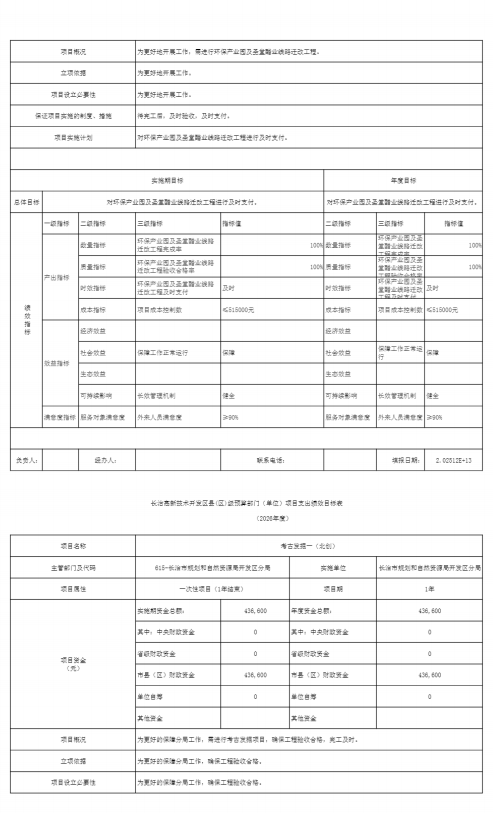 项目概况 为更好地开展工作，需进行环保产业园及圣堂醋业线路迁改工程。
立项依据 为更好地开展工作。
项目设立必要性 为更好地开展工作。
保证项目实施的制度、措施 待完工后，及时验收，及时支付。
项目实施计划 对环保产业园及圣堂醋业线路迁改工程进行及时支付。
实施期目标 年度目标
总体目标 对环保产业园及圣堂醋业线路迁改工程进行及时支付。 对环保产业园及圣堂醋业线路迁改工程进行及时支付。
绩效指标
一级指标 二级指标 三级指标 指标值 二级指标 三级指标 指标值
产出指标
数量指标 环保产业园及圣堂醋业线路迁改工程完成率 100% 数量指标 环保产业园及圣堂醋业线路迁改工程完成率 100%
质量指标 环保产业园及圣堂醋业线路迁改工程验收合格率 100% 质量指标 环保产业园及圣堂醋业线路迁改工程验收合格率 100%
时效指标 环保产业园及圣堂醋业线路迁改工程及时支付 及时 时效指标 环保产业园及圣堂醋业线路迁改工程及时支付 及时
成本指标 项目成本控制数 ≤515000元 成本指标 项目成本控制数 ≤515000元
效益指标
经济效益 经济效益
社会效益 保障工作正常运行 保障 社会效益 保障工作正常运行 保障
生态效益 生态效益
可持续影响 长效管理机制 健全 可持续影响 长效管理机制 健全
满意度指标 服务对象满意度 外来人员满意度 ≥90% 服务对象满意度 外来人员满意度 ≥90%
负责人： 经办人： 联系电话： 填报日期： 2.02512E+13
长治高新技术开发区县(区)级预算部门（单位）项目支出绩效目标表
（2026年度）
项目名称 考古发掘一（北创）
主管部门及代码 615-长治市规划和自然资源局开发区分局 实施单位 长治市规划和自然资源局开发区分局
项目属性 一次性项目（1年结束） 项目期 1年
项目资金
（元）
实施期资金总额： 436,600 年度资金总额： 436,600
其中：中央财政资金 0 其中：中央财政资金 0
省级财政资金 0 省级财政资金 0
市县（区）财政资金 436,600 市县（区）财政资金 436,600
单位自筹 0 单位自筹 0
其他资金 其他资金
项目概况 为更好的保障分局工作，需进行考古发掘项目，确保工程验收合格，完工及时。
立项依据 为更好的保障分局工作，确保工程验收合格。
项目设立必要性 为更好的保障分局工作，确保工程验收合格。